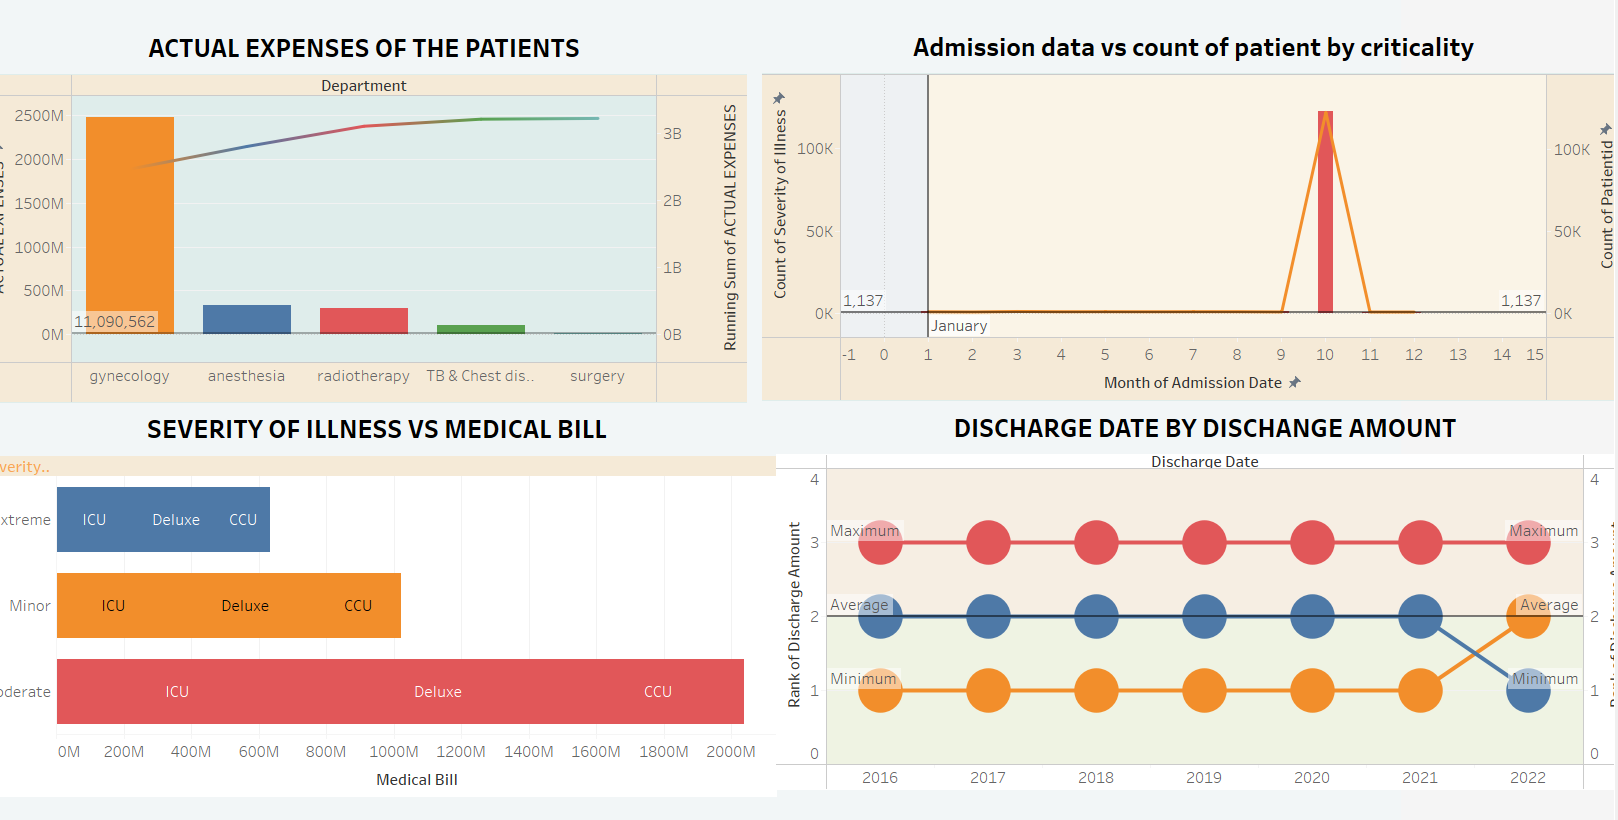 ACTUAL EXPENSES OF THE PATIENTS
Department
2500M
2000M
1500M
1000M
500M
0M
ACTUAL EXPENSES
11,090,562
3B
2B
1B
0B
Running Sum of ACTUAL EXPENSES
gynecology
anesthesia
radiotherapy
TB & Chest dis..
surgery
Admission data vs count of patient by criticality
Count of Severity of Illness
100K
50K
0K
1,137
January
1,137
100K
50K
0K
Count of Patientid
-1 0 1 2 3 4 5 6 7 8 9 10 11 12 13 14 15
Month of Admission Date
SEVERITY OF ILLNESS VS MEDICAL BILL
verity..
xtreme
ICU Deluxe CCU
Minor
ICU Deluxe CCU
oderate
ICU Deluxe CCU
0M 200M 400M 600M 800M 1000M 1200M 1400M 1600M 1800M 2000M
Medical Bill
DISCHARGE DATE BY DISCHANGE AMOUNT
Discharge Date
Rank of Discharge Amount
4
3
2
1
0
Maximum
Average
Minimum
Maximum
Average
Minimum
4
3
2
1
0
2016 2017 2018 2019 2020 2021 2022